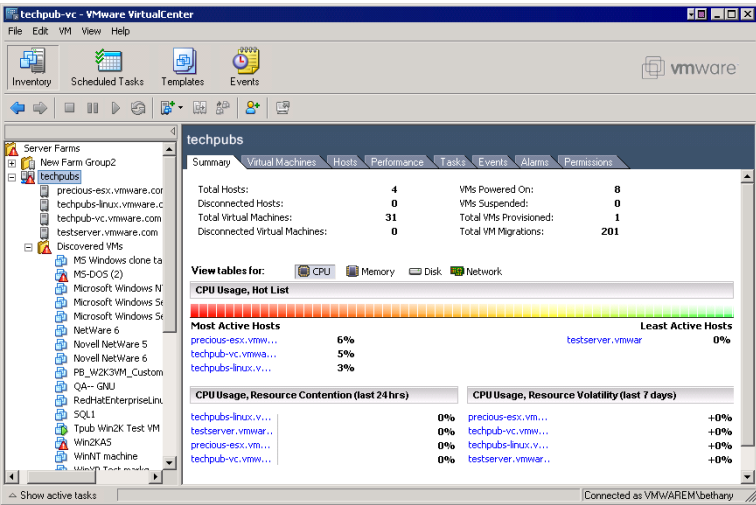 techpub-vc - VMware VirtualCenter
File Edit VM View Help
Inventory Scheduled Tasks Templates Events
vmware
techpubs
Summary Virtual Machines Hosts Performance Tasks Events Alarms Permissions
Server Farms
New Farm Group2
techpubs
precious-esx.vmware.cor
techpubs-linux.vmware.c
techpub-vc.vmware.com
testserver.vmware.com
Discovered VMs
MS Windows clone ta
MS-DOS (2)
Microsoft Windows N
Microsoft Windows Se
Microsoft Windows Se
NetWare 6
Novell NetWare 5
Novell NetWare 6
PB_W2K3VM_Custom
QA-- GNU
RedHatEnterpriseLinu
SQL1
Tpub Win2K Test VM
Win2KAS
WinNT machine
WinXP Test
Total Hosts: 4 VMs Powered On: 8
Disconnected Hosts: 0 VMs Suspended: 0
Total Virtual Machines: 31 Total VMs Provisioned: 1
Disconnected Virtual Machines: 0 Total VM Migrations: 201
View tables for: CPU Memory Disk Network
CPU Usage, Hot List
Most Active Hosts Least Active Hosts
precious-esx.vmw... 6% testserver.vmwar 0%
techpub-vc.vmwa... 5%
techpubs-linux.v... 3%
CPU Usage, Resource Contention (last 24 hrs) CPU Usage, Resource Volatility (last 7 days)
techpubs-linux.v... 0% precious-esx.vm... +0%
testserver.vmwar.. 0% techpub-vc.vmw... +0%
precious-esx.vm... 0% techpubs-linux.v... +0%
techpub-vc.vmw... 0% testserver.vmwar.. +0%
Show active tasks Connected as VMWAREM\bethany